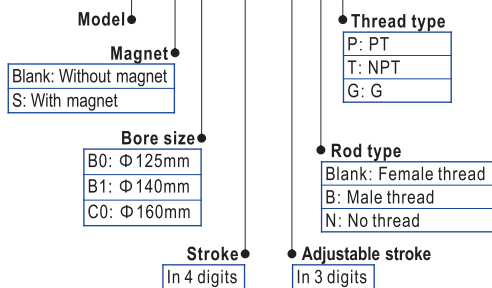 Model
Thread type
P: PT
T: NPT
G: G
Magnet
Blank: Without magnet
S: With magnet
Bore size
B0: Φ125mm
B1: Φ140mm
C0: Φ160mm
Rod type
Blank: Female thread
B: Male thread
N: No thread
Stroke
In 4 digits
Adjustable stroke
In 3 digits